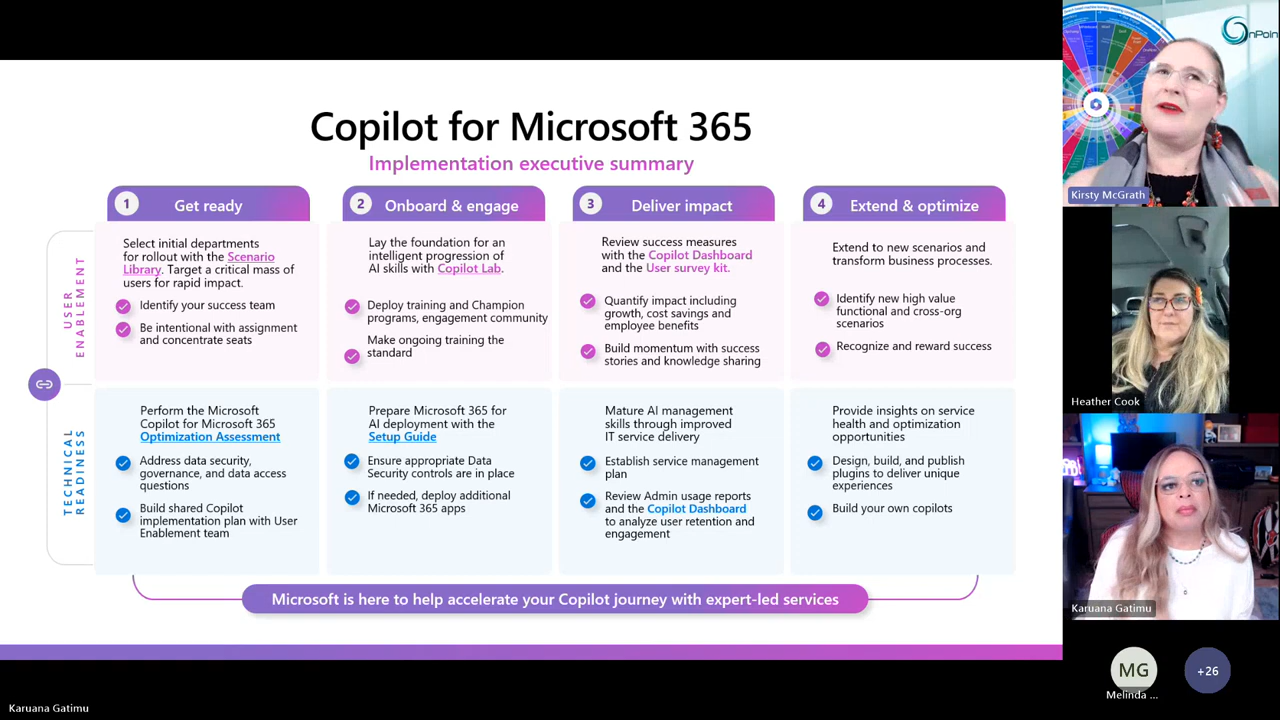 Copilot for Microsoft 365
Implementation executive summary
1 Get ready
2 Onboard & engage
3 Deliver impact
4 Extend & optimize
USER
ENABLEMENT
Select initial departments
for rollout with the Scenario
Library. Target a critical mass of
users for rapid impact.
Identify your success team
Be intentional with assignment
and concentrate seats
Lay the foundation for an
intelligent progression of
AI skills with Copilot Lab.
Deploy training and Champion
programs, engagement community
Make ongoing training the
standard
Review success measures
with the Copilot Dashboard
and the User survey kit.
Quantify impact including
growth, cost savings and
employee benefits
Build momentum with success
stories and knowledge sharing
Extend to new scenarios and
transform business processes.
Identify new high value
functional and cross-org
scenarios
Recognize and reward success
TECHNICAL
READINESS
Perform the Microsoft
Copilot for Microsoft 365
Optimization Assessment
Address data security,
governance, and data access
questions
Build shared Copilot
implementation plan with User
Enablement team
Prepare Microsoft 365 for
AI deployment with the
Setup Guide
Ensure appropriate Data
Security controls are in place
If needed, deploy additional
Microsoft 365 apps
Mature AI management
skills through improved
IT service delivery
Establish service management
plan
Review Admin usage reports
and the Copilot Dashboard
to analyze user retention and
engagement
Provide insights on service
health and optimization
opportunities
Design, build, and publish
plugins to deliver unique
experiences
Build your own copilots
Microsoft is here to help accelerate your Copilot journey with expert-led services
Karuana Gatimu
nPoin
Kirsty McGrath
Heather Cook
Karuana Gatimu
MG
+26
Melinda ...